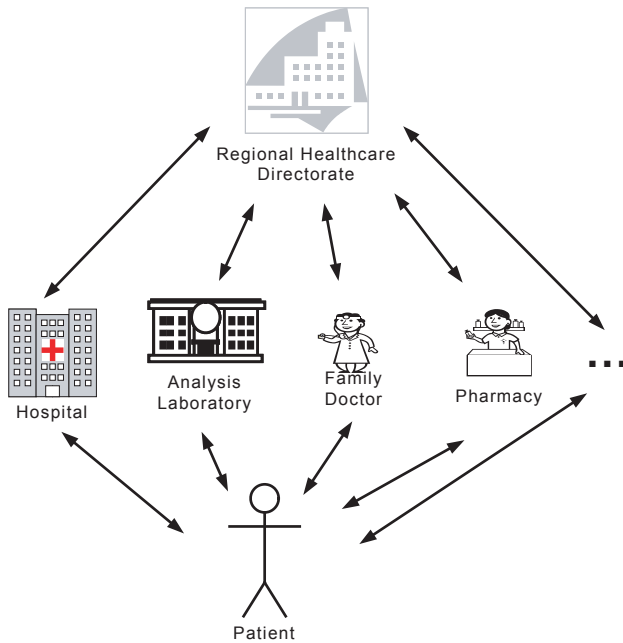 Regional Healthcare
Directorate
Hospital
Analysis
Laboratory
Family
Doctor
Pharmacy
...
Patient